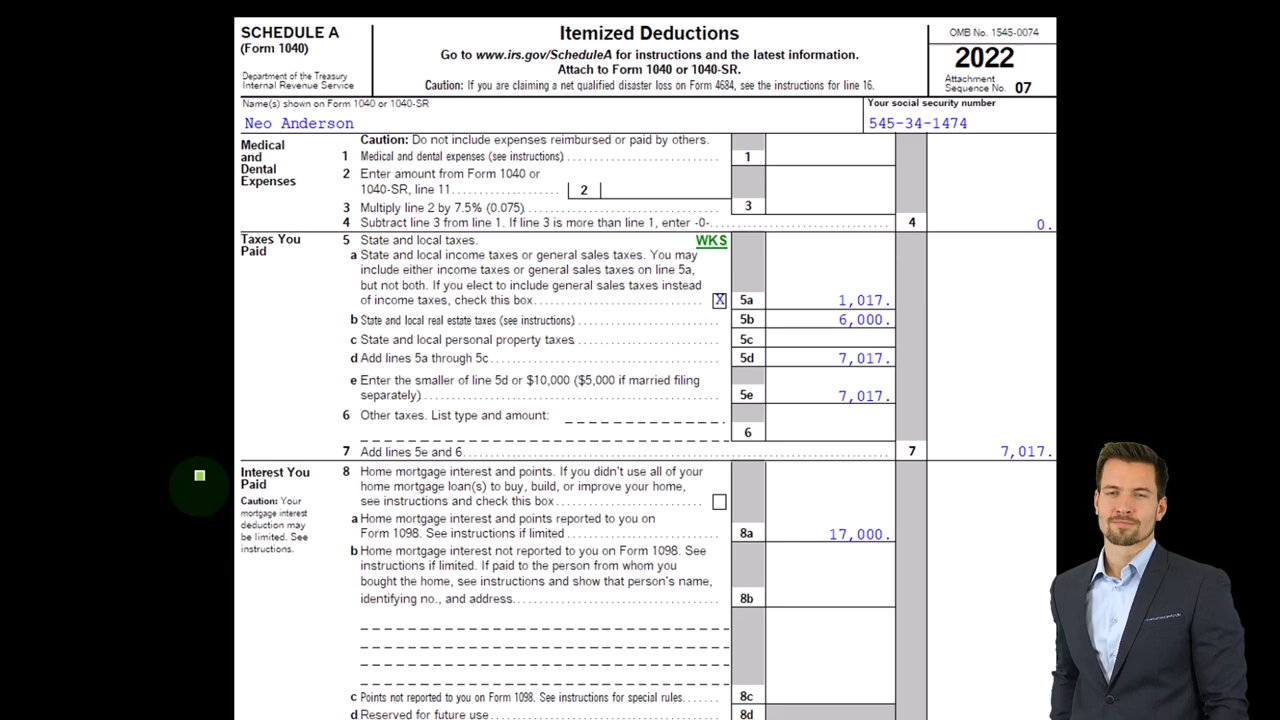 SCHEDULE A
(Form 1040)
Department of the Treasury
Internal Revenue Service
Itemized Deductions
Go to www.irs.gov/ScheduleA for instructions and the latest information.
Attach to Form 1040 or 1040-SR.
Caution: If you are claiming a net qualified disaster loss on Form 4684, see the instructions for line 16.
OMB No. 1545-0074
2022
Attachment
Sequence No. 07
Name(s) shown on Form 1040 or 1040-SR
Your social security number
Neo Anderson
545-34-1474
Medical
and
Dental
Expenses
Caution: Do not include expenses reimbursed or paid by others.
1 Medical and dental expenses (see instructions) 1
2 Enter amount from Form 1040 or
1040-SR, line 11 2
3 Multiply line 2 by 7.5% (0.075) 3
4 Subtract line 3 from line 1. If line 3 is more than line 1, enter -0- 4 0.
Taxes You
Paid
5 State and local taxes. WKS
a State and local income taxes or general sales taxes. You may
include either income taxes or general sales taxes on line 5a,
but not both. If you elect to include general sales taxes instead
of income taxes, check this box X 5a 1,017.
b State and local real estate taxes (see instructions) 5b 6,000.
c State and local personal property taxes 5c
d Add lines 5a through 5c 5d 7,017.
e Enter the smaller of line 5d or $10,000 ($5,000 if married filing
separately) 5e 7,017.
6 Other taxes. List type and amount:
6
7 Add lines 5e and 6 7 7,017.
Interest You
Paid
Caution: Your
mortgage interest
deduction may
be limited. See
instructions.
8 Home mortgage interest and points. If you didn't use all of your
home mortgage loan(s) to buy, build, or improve your home,
see instructions and check this box
a Home mortgage interest and points reported to you on
Form 1098. See instructions if limited 8a 17,000.
b Home mortgage interest not reported to you on Form 1098. See
instructions if limited. If paid to the person from whom you
bought the home, see instructions and show that person's name,
identifying no., and address 8b
c Points not reported to you on Form 1098. See instructions for special rules 8c
d Reserved for future use 8d